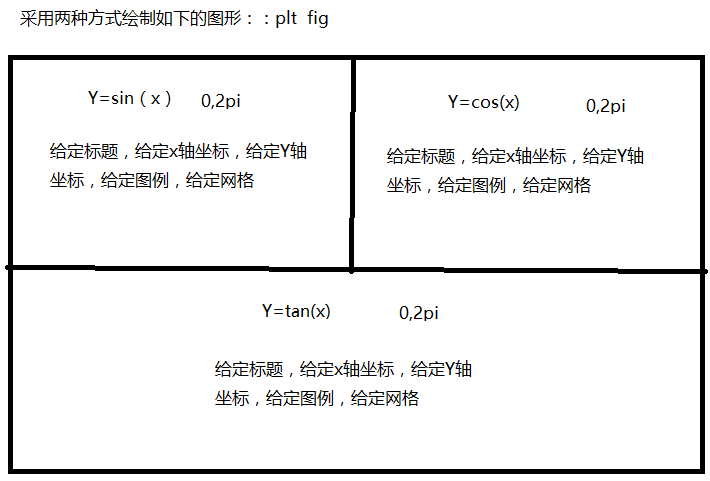 采用两种方式绘制如下的图形：：plt fig
Y=sin（x） 0,2pi
给定标题，给定x轴坐标，给定Y轴
坐标，给定图例，给定网格
Y=cos(x) 0,2pi
给定标题，给定x轴坐标，给定Y轴
坐标，给定图例，给定网格
Y=tan(x) 0,2pi
给定标题，给定x轴坐标，给定Y轴
坐标，给定图例，给定网格